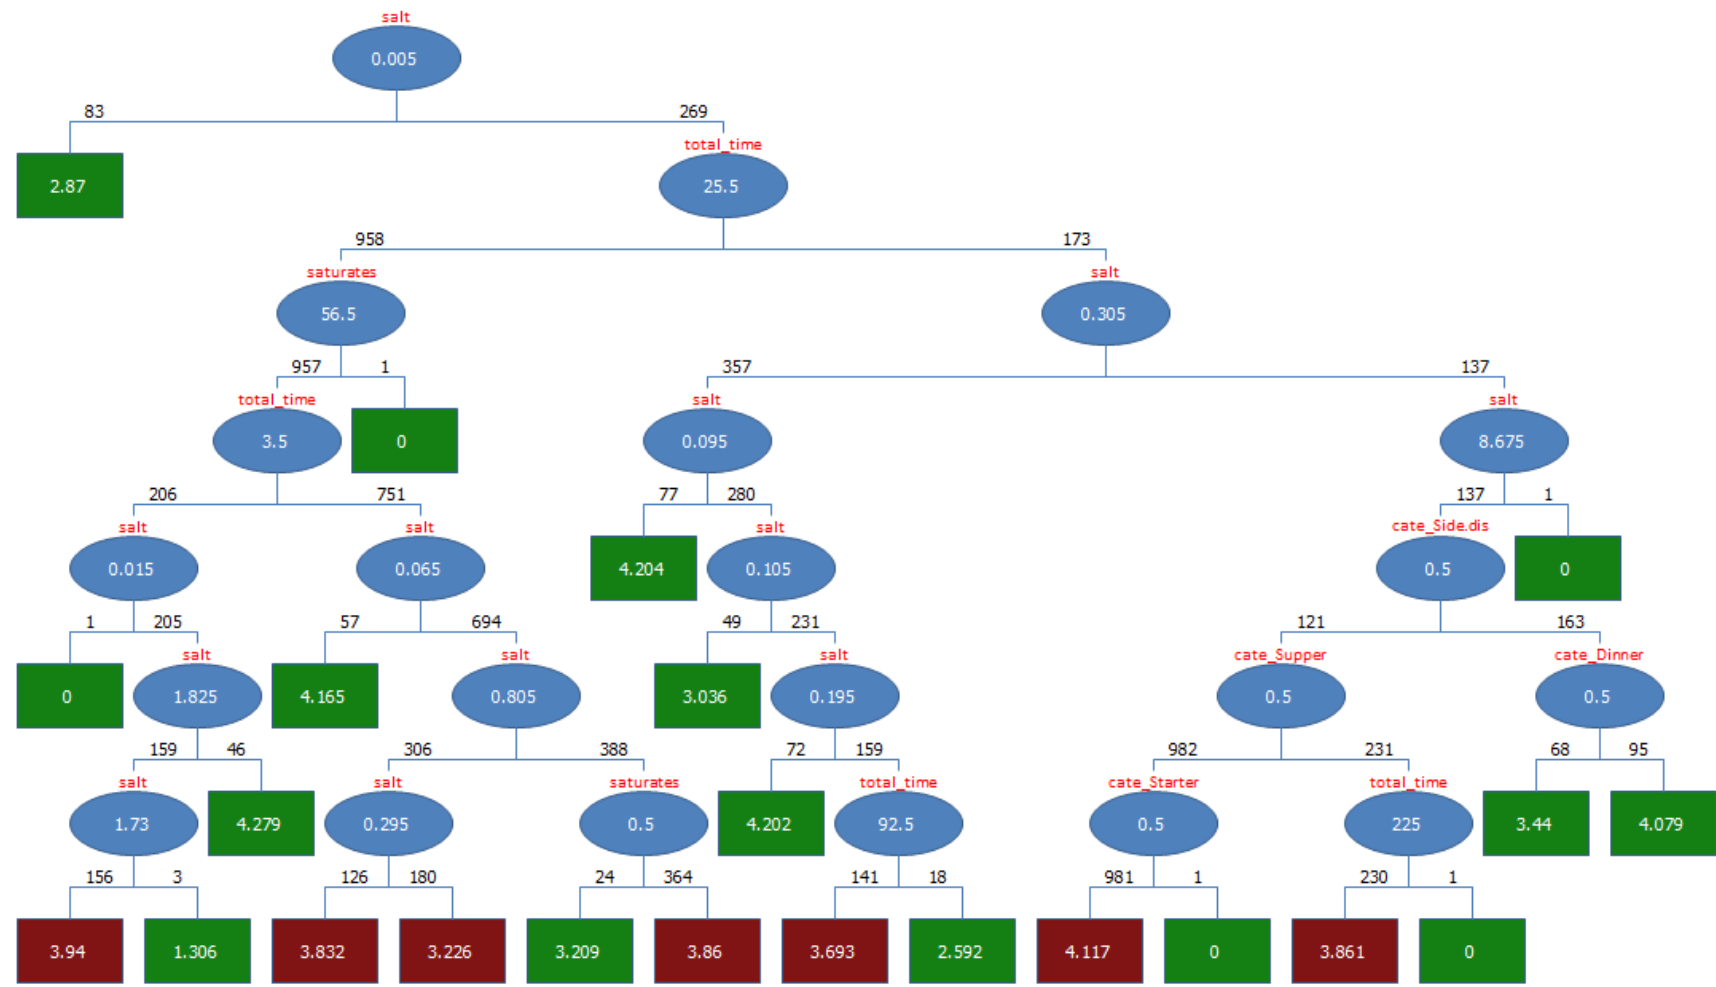 salt
0.005
83 269
total_time
2.87 25.5
958 173
saturates salt
56.5 0.305
957 1 357 137
total_time salt salt
3.5 0 0.095 8.675
206 751 77 280 137 1
salt salt salt cate_Side.dis
0.015 0.065 4.204 0.105 0.5 0
1 205 57 694 49 231 121 163
salt salt salt cate_Supper cate_Dinner
0 1.825 4.165 0.805 3.036 0.195 0.5 0.5
159 46 306 388 72 159 982 231 68 95
salt salt saturates total_time cate_Starter total_time
1.73 4.279 0.295 0.5 4.202 92.5 0.5 225 3.44 4.079
156 3 126 180 24 364 141 18 981 1 230 1
3.94 1.306 3.832 3.226 3.209 3.86 3.693 2.592 4.117 0 3.861 0